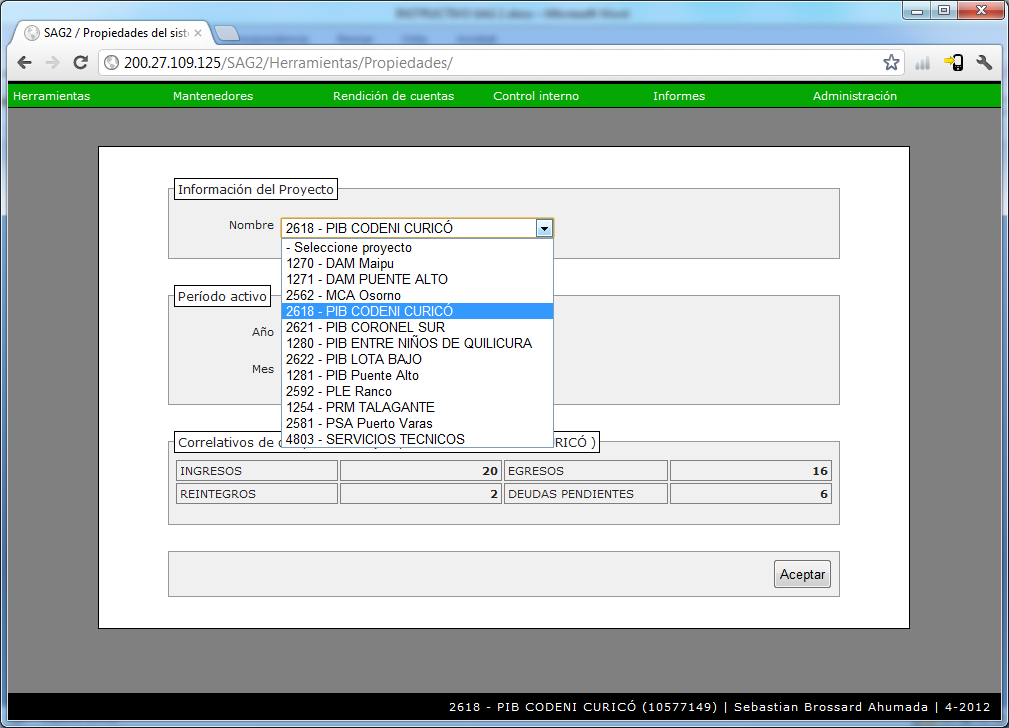 SAG2 / Propiedades del sist
200.27.109.125/SAG2/Herramientas/Propiedades/
Herramientas Mantenedores Rendición de cuentas Control interno Informes Administración
Información del Proyecto
Nombre 2618 - PIB CODENI CURICÓ
- Seleccione proyecto
1270 - DAM Maipu
1271 - DAM PUENTE ALTO
2562 - MCA Osorno
2618 - PIB CODENI CURICÓ
2621 - PIB CORONEL SUR
1280 - PIB ENTRE NIÑOS DE QUILICURA
2622 - PIB LOTA BAJO
1281 - PIB Puente Alto
2592 - PLE Ranco
1254 - PRM TALAGANTE
2581 - PSA Puerto Varas
4803 - SERVICIOS TECNICOS
Período activo
Año
Mes
Correlativos de RICÓ )
INGRESOS 20 EGRESOS 16
REINTEGROS 2 DEUDAS PENDIENTES 6
Aceptar
2618 - PIB CODENI CURICÓ (10577149) | Sebastian Brossard Ahumada | 4-2012